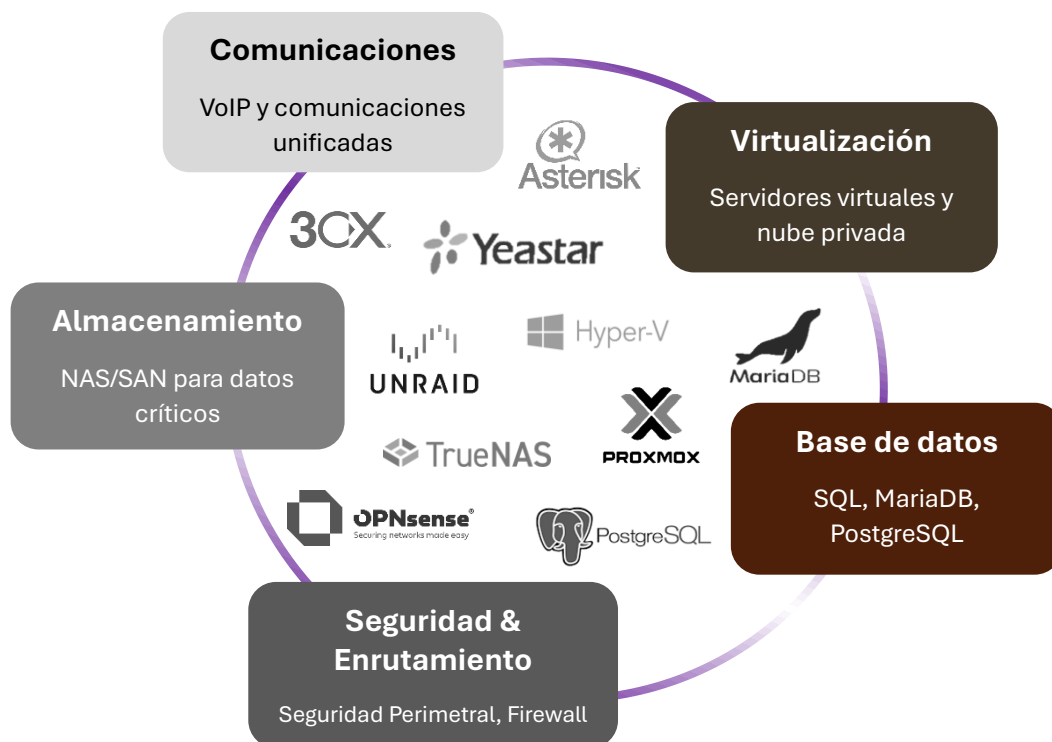 Comunicaciones
VoIP y comunicaciones
unificadas
Asterisk
Virtualización
Servidores virtuales y
nube privada
3CX
Yeastar
Almacenamiento
NAS/SAN para datos
críticos
UNRAID
Hyper-V
MariaDB
TrueNAS
PROXMOX
Base de datos
SQL, MariaDB,
PostgreSQL
OPNsense®
Securing networks made easy
PostgreSQL
Seguridad &
Enrutamiento
Seguridad Perimetral, Firewall